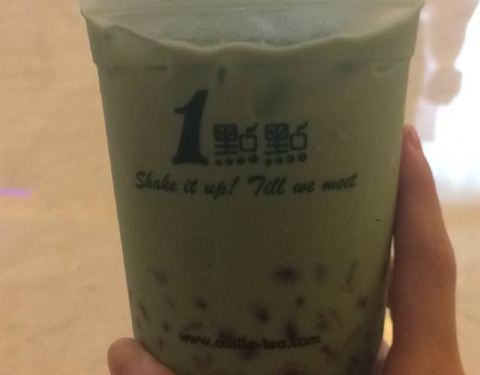 1點點
Shake it up! Till we meet
www.alittle-tea.com